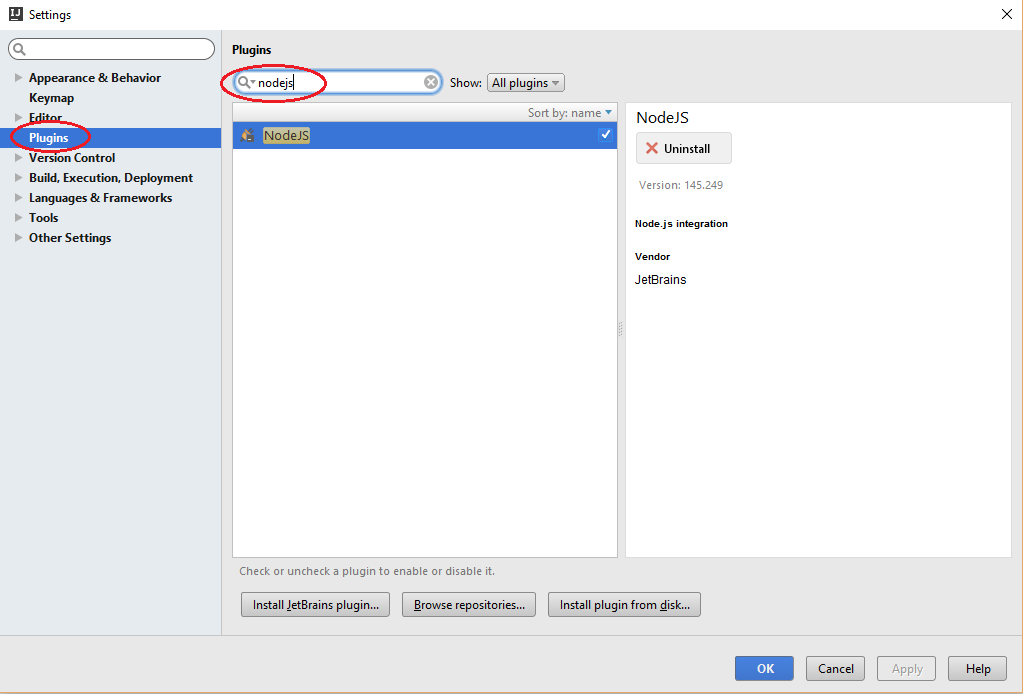 IJ Settings
Appearance & Behavior
Keymap
Editor
Plugins
Version Control
Build, Execution, Deployment
Languages & Frameworks
Tools
Other Settings
Plugins
nodejs Show: All plugins
Sort by: name
NodeJS
NodeJS
Uninstall
Version: 145.249
Node.js integration
Vendor
JetBrains
Check or uncheck a plugin to enable or disable it.
Install JetBrains plugin... Browse repositories... Install plugin from disk...
OK Cancel Apply Help